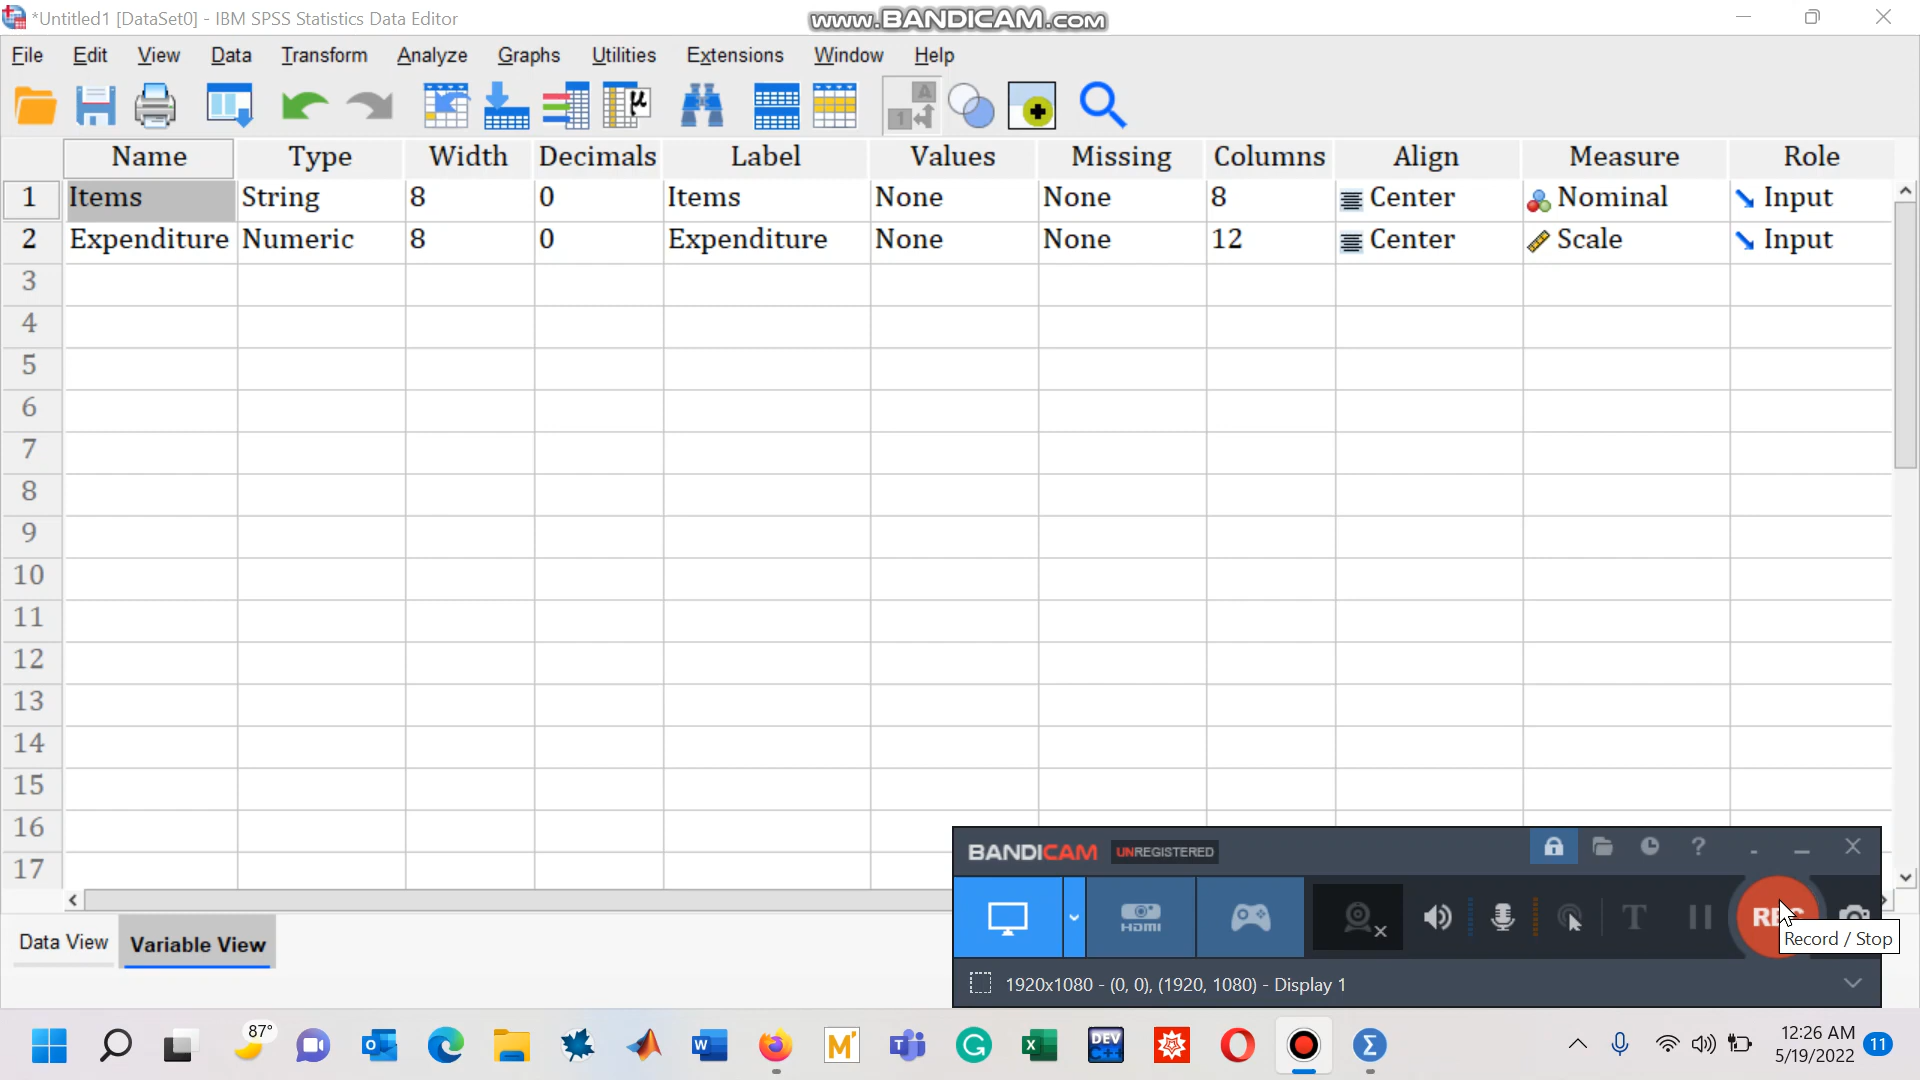 *Untitled1 [DataSet0] - IBM SPSS Statistics Data Editor
www.BANDICAM.com
File Edit View Data Transform Analyze Graphs Utilities Extensions Window Help
Name Type Width Decimals Label Values Missing Columns Align Measure Role
1 Items String 8 0 Items None None 8 Center Nominal Input
2 Expenditure Numeric 8 0 Expenditure None None 12 Center Scale Input
3
4
5
6
7
8
9
10
11
12
13
14
15
16
17
BANDICAM UNREGISTERED
HDMI
T
REC
Record / Stop
1920x1080 - (0, 0), (1920, 1080) - Display 1
Data View Variable View
87°
DEV C++
12:26 AM
5/19/2022
11